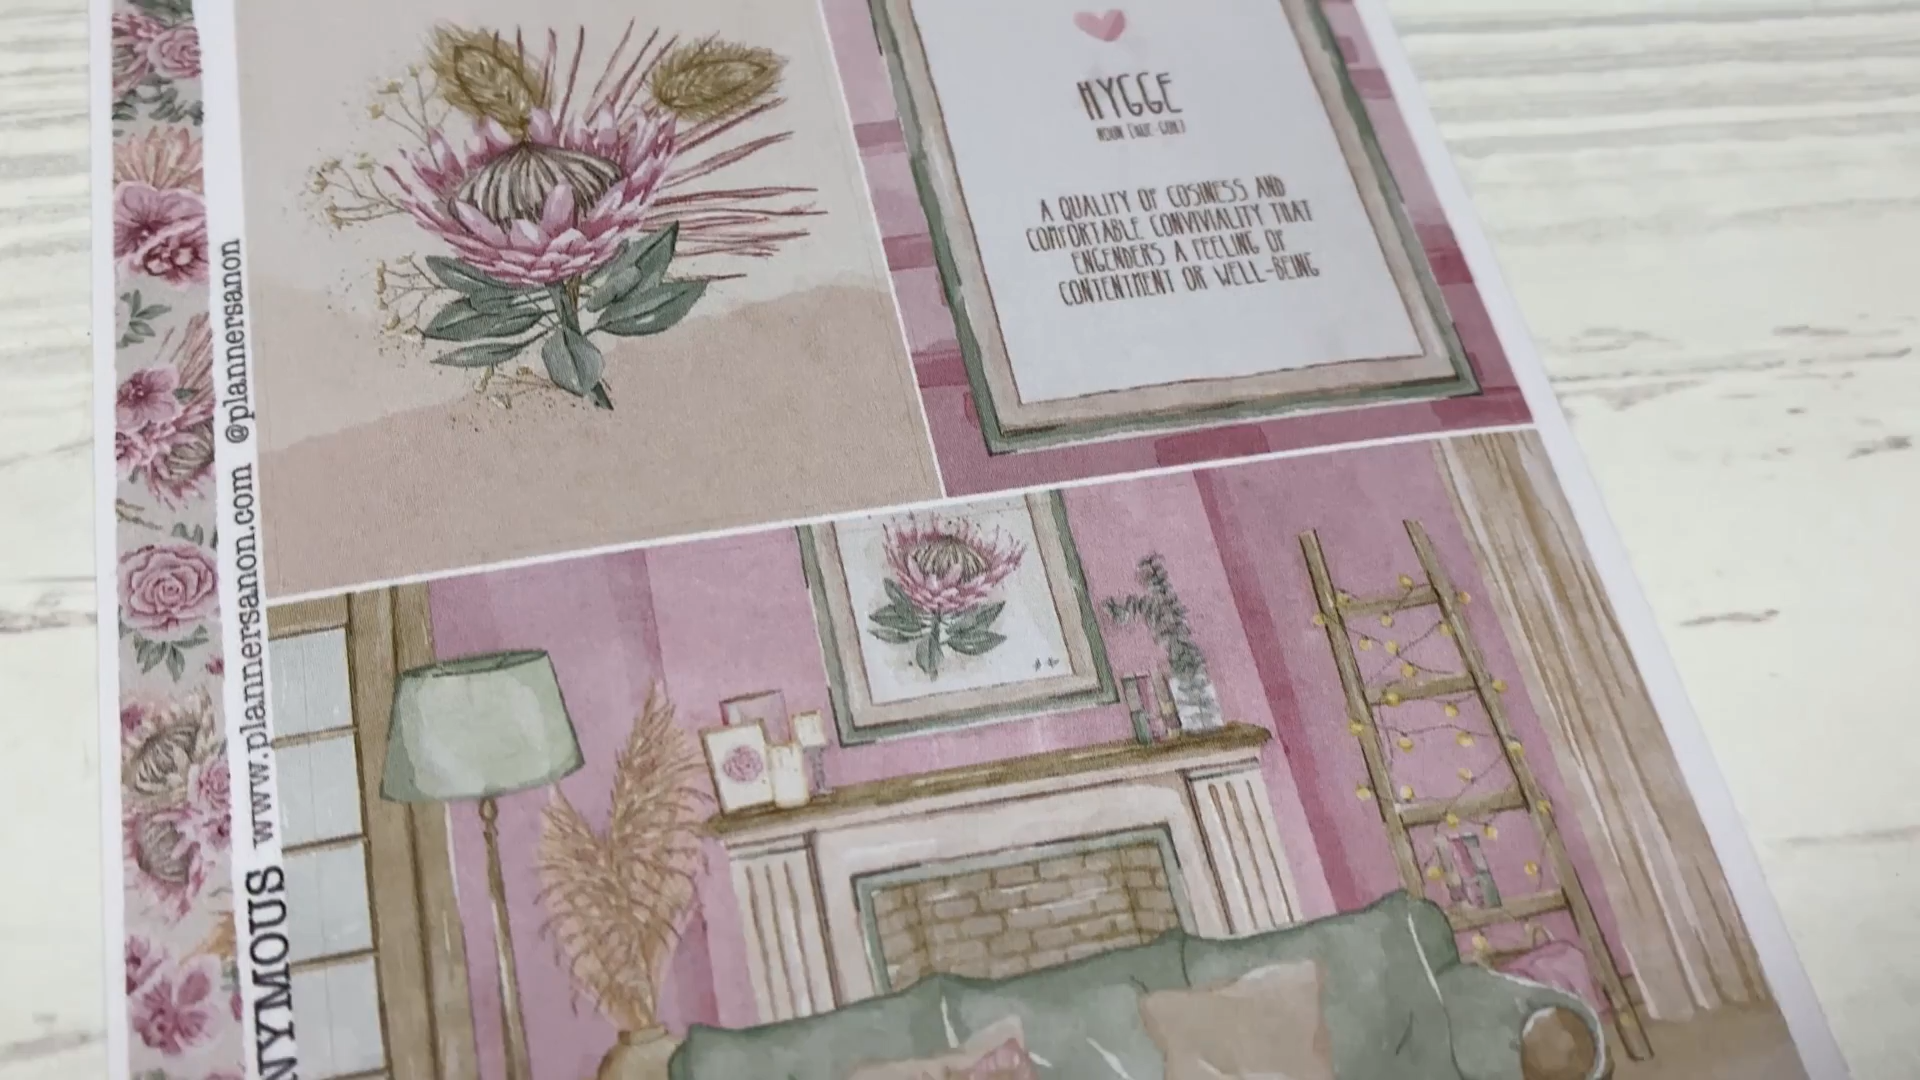 HYGGE
A QUALITY OF COSINESS AND
COMFORTABLE CONVIVIALITY THAT
ENGENDERS A FEELING OF
CONTENTMENT OR WELL-BEING
NYMOUS www.plannersanon.com @plannersanon